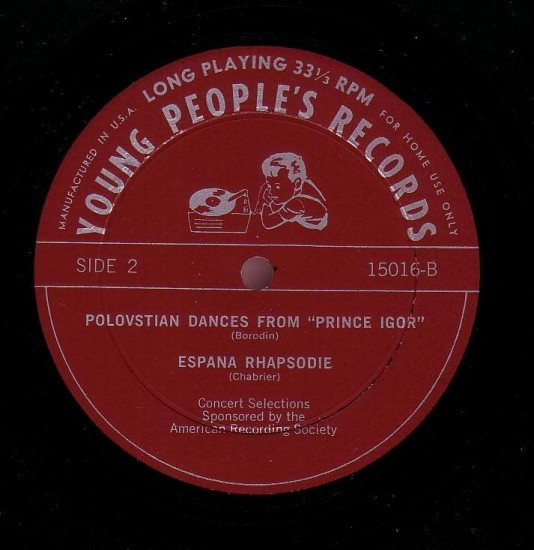 LONG PLAYING 33⅓ RPM
MANUFACTURED IN U.S.A.
YOUNG PEOPLE'S RECORDS
FOR HOME USE ONLY
SIDE 2
15016-B
POLOVSTIAN DANCES FROM "PRINCE IGOR"
(Borodin)
ESPANA RHAPSODIE
(Chabrier)
Concert Selections
Sponsored by the
American Recording Society